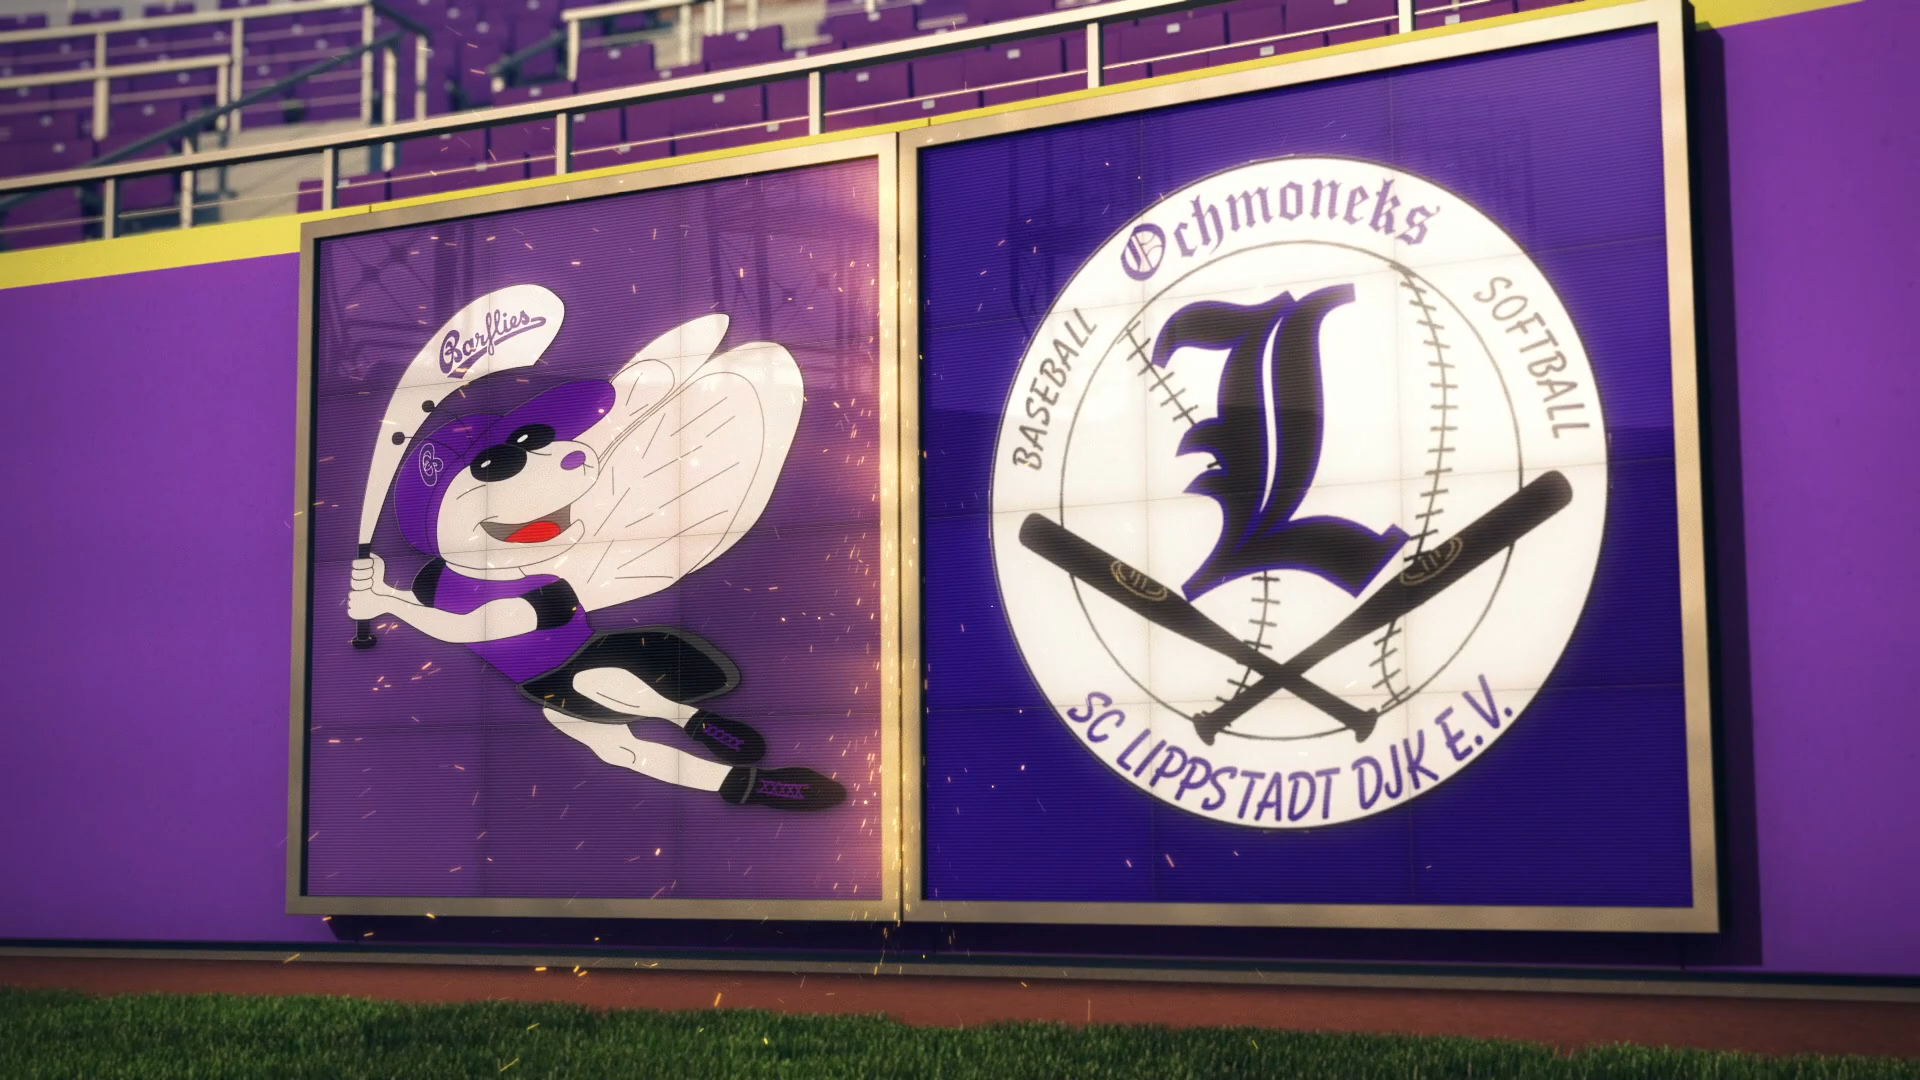 Barflies
Ochmoneks
BASEBALL
SOFTBALL
L
SC LIPPSTADT DJK E.V.